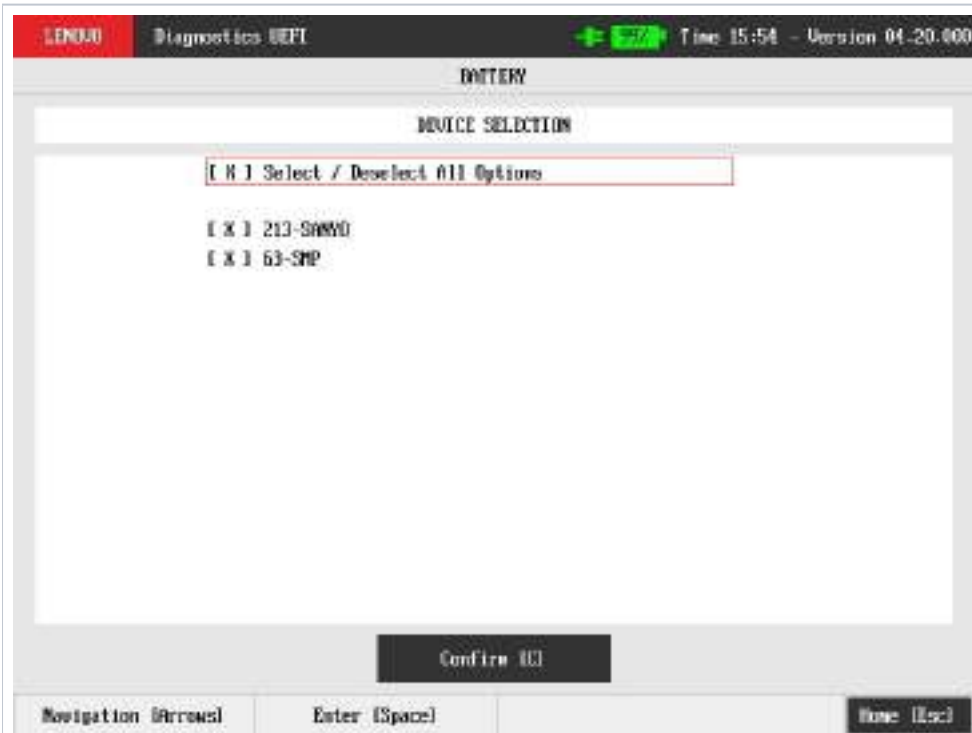 LENOVO Diagnostics UEFI 99% Time 15:54 - Version 04.20.000
BATTERY
DEVICE SELECTION
[ X ] Select / Deselect All Options
[ X ] 213-SANYO
[ X ] 63-SMP
Confirm [C]
Navigation [Arrows] Enter [Space] Home [Esc]